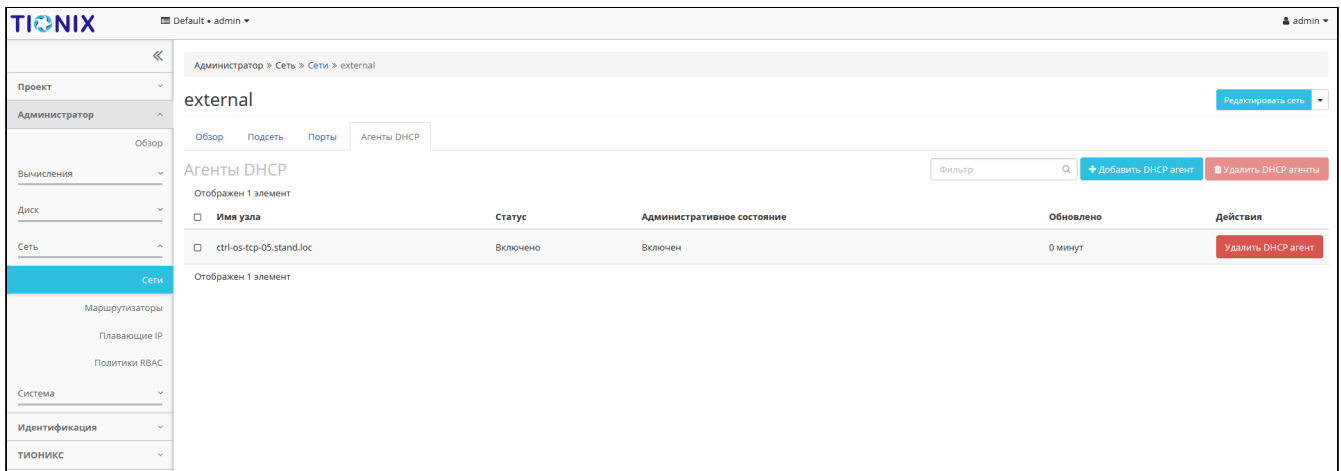 TIONIX
Default • admin
admin
Администратор » Сеть » Сети » external
Проект
Администратор
Обзор
Вычисления
Диск
Сеть
Сети
Маршрутизаторы
Плавающие IP
Политики RBAC
Система
Идентификация
ТИОНИКС
external
Редактировать сеть
Обзор Подсеть Порты Агенты DHCP
Агенты DHCP
Фильтр
Добавить DHCP агент
Удалить DHCP агенты
Отображен 1 элемент
Имя узла Статус Административное состояние Обновлено Действия
ctrl-os-tcp-05.stand.loc Включено Включен 0 минут Удалить DHCP агент
Отображен 1 элемент